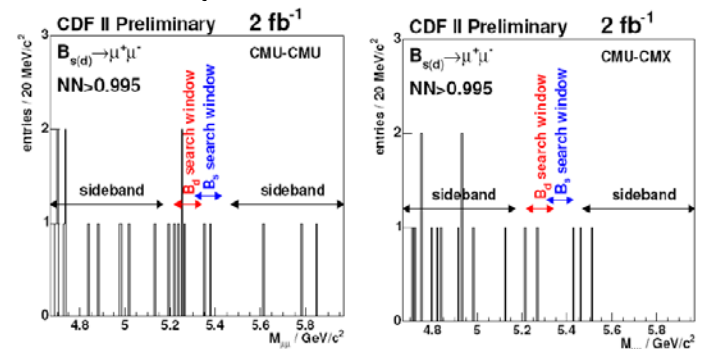 CDF II Preliminary 2 fb⁻¹
B_s(d)→μ⁺μ⁻
CMU-CMU
NN>0.995
B_d search window
B_s search window
sideband
sideband
entries / 20 MeV/c²
3
2
1
0
4.8 5 5.2 5.4 5.6 5.8
M_μμ / GeV/c²
CDF II Preliminary 2 fb⁻¹
B_s(d)→μ⁺μ⁻
CMU-CMX
NN>0.995
B_d search window
B_s search window
sideband
sideband
entries / 20 MeV/c²
3
2
1
0
4.8 5 5.2 5.4 5.6 5.8
/ GeV/c²